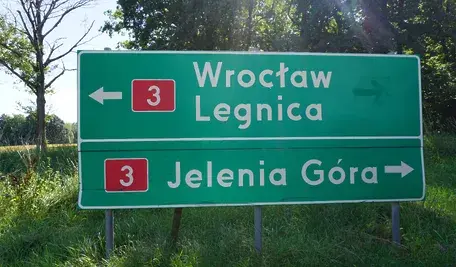 3 Wrocław
Legnica
3 Jelenia Góra